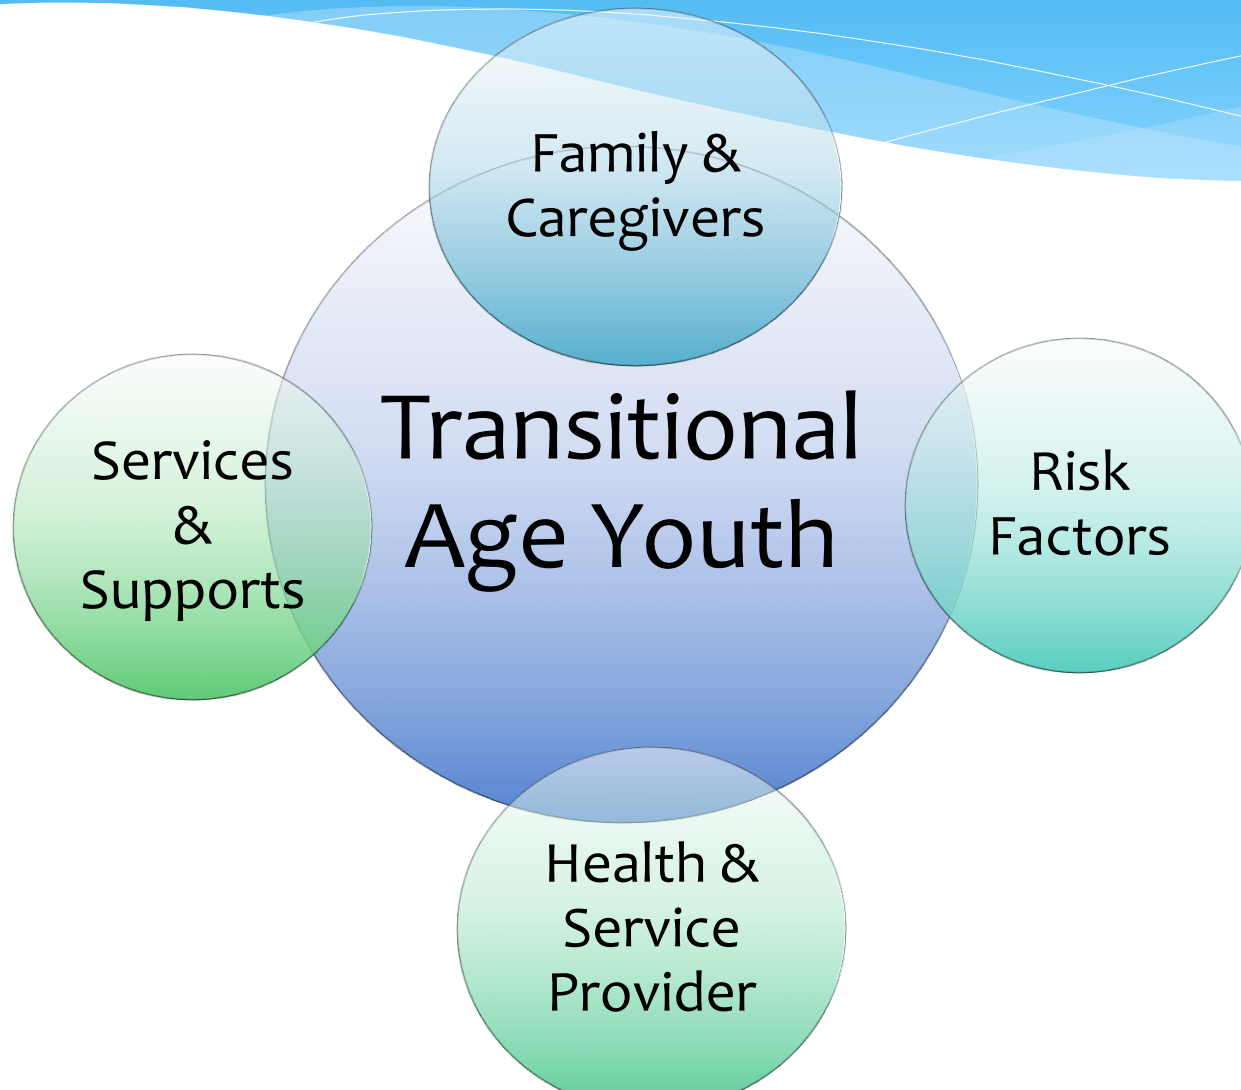 Family &
Caregivers
Transitional
Age Youth
Services
&
Supports
Risk
Factors
Health &
Service
Provider